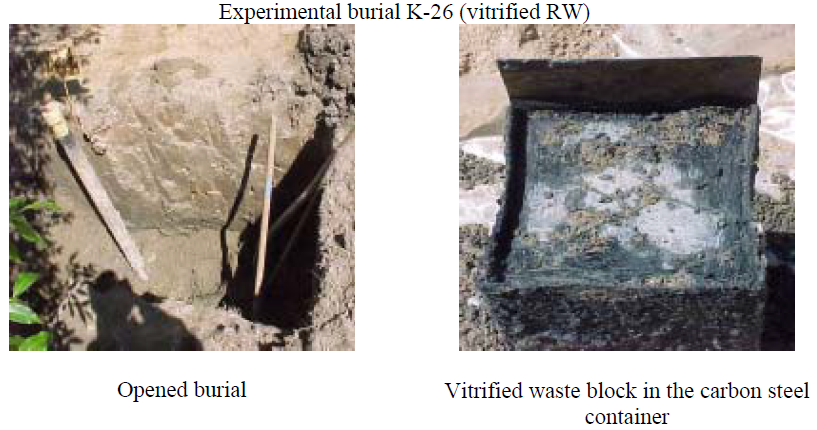 Experimental burial K-26 (vitrified RW)
Opened burial
Vitrified waste block in the carbon steel
container